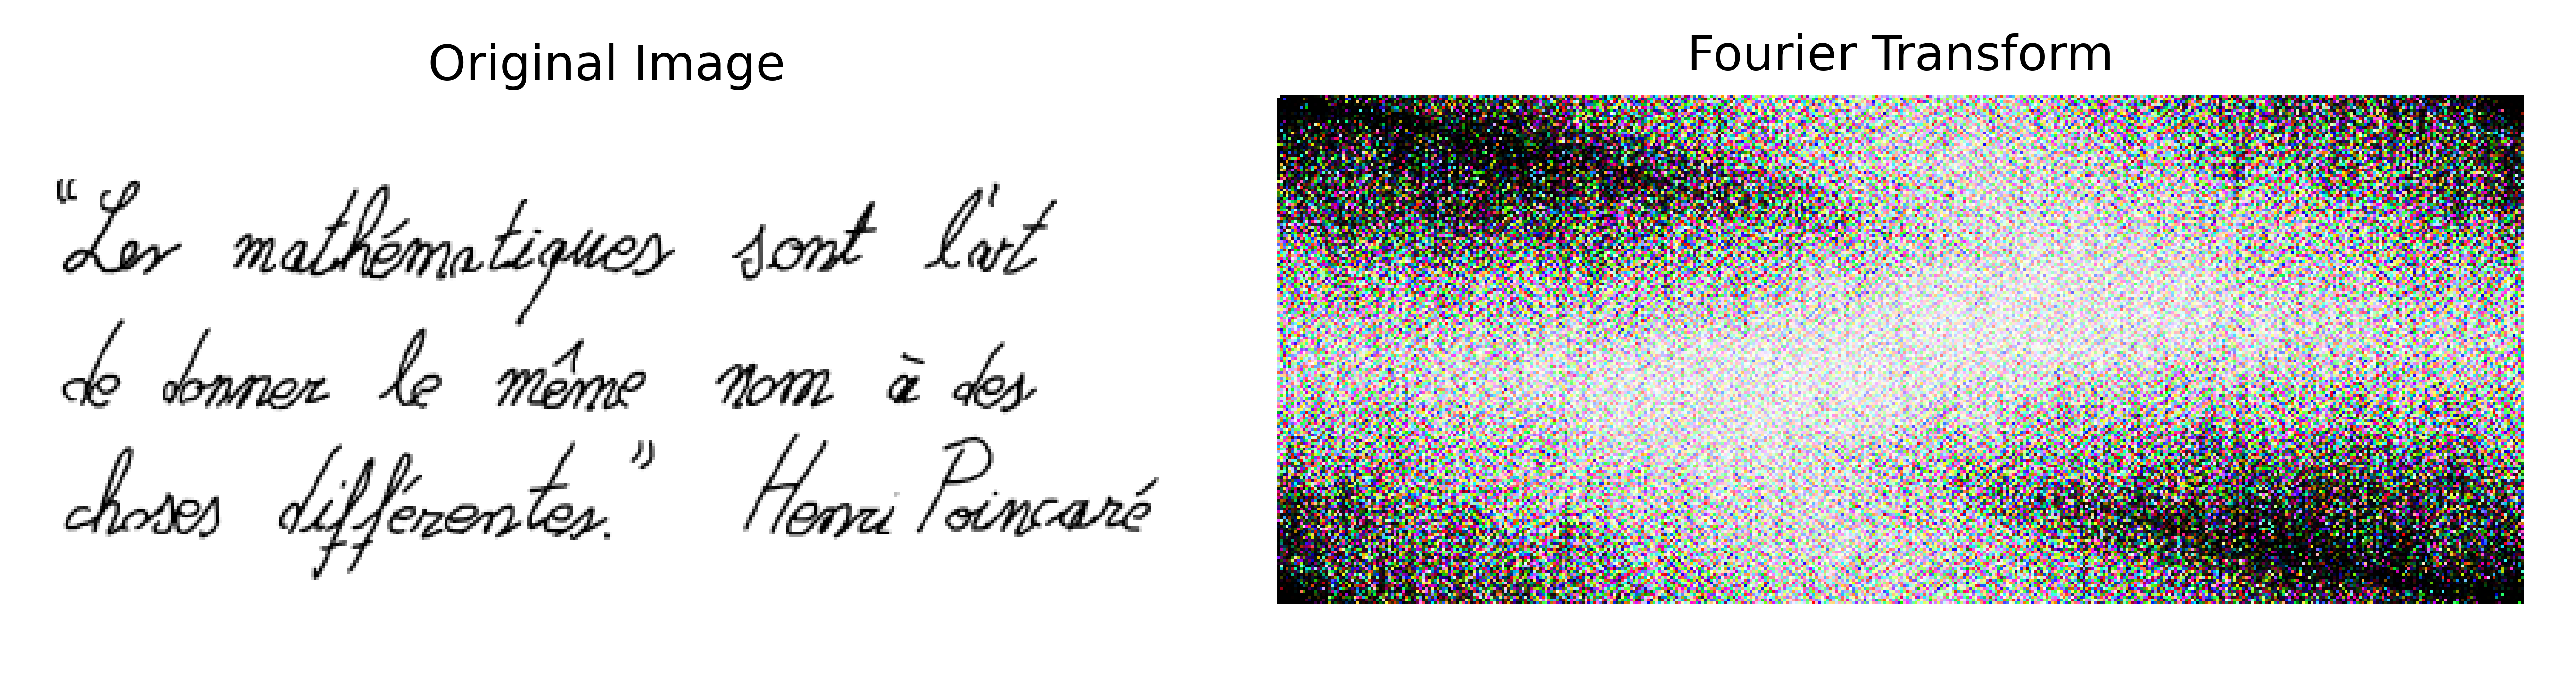 Original Image
Fourier Transform
“Les mathématiques sont l'art
de donner le même nom à des
choses différentes.” Henri Poincaré